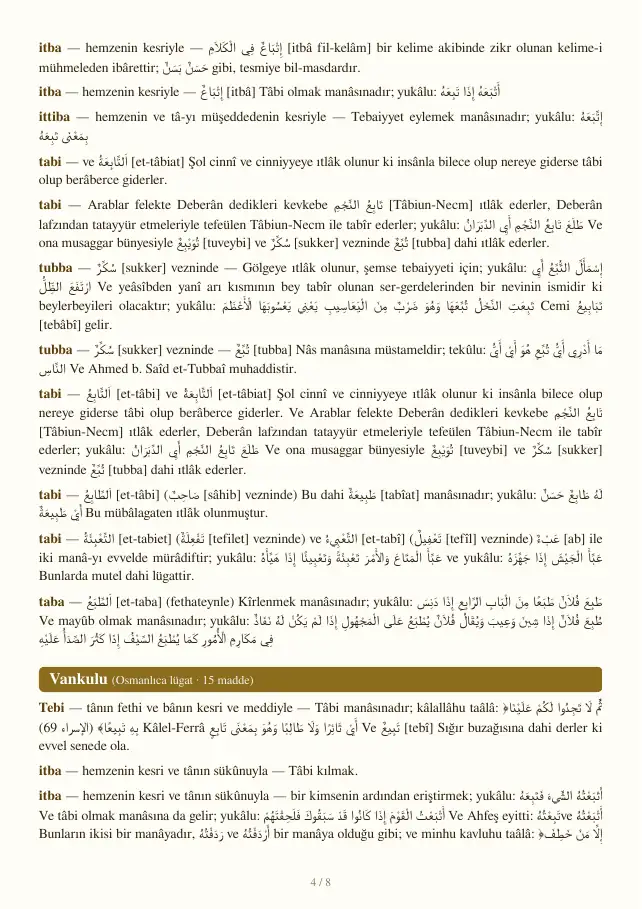 itba — hemzenin kesriyle — إِتْبَاعٌ فِي الْكَلَامِ [itbâ fil-kelâm] bir kelime akibinde zikr olunan kelime-i
mühmeleden ibârettir; حَسَنٌ بَسَنٌ gibi, tesmiye bil-masdardır.
itba — hemzenin kesriyle — إِتْبَاعٌ [itbâ] Tâbi olmak manâsınadır; yukâlu: أَتْبَعَهُ إِذَا تَبِعَهُ
ittiba — hemzenin ve tâ-yı müşeddedenin kesriyle — Tebaiyyet eylemek manâsınadır; yukâlu: إِتَّبَعَهُ
بِمَعْنَى تَبِعَهُ
tabi — ve اَلتَّابِعَةُ [et-tâbiat] Şol cinnî ve cinniyyeye ıtlâk olunur ki insânla bilece olup nereye giderse tâbi
olup berâberce giderler.
tabi — Arablar felekte Deberân dedikleri kevkebe تَابِعُ النَّجْمِ [Tâbiun-Necm] ıtlâk ederler, Deberân
lafzından tatayyür etmeleriyle tefeülen Tâbiun-Necm ile tabîr ederler; yukâlu: طَلَعَ تَابِعُ النَّجْمِ أَيِ الدَّبَرَانُ Ve
ona musaggar bünyesiyle تُوَيْبِعٌ [tuveybi] ve سُكَّرٌ [sukker] vezninde تُبَّعٌ [tubba] dahi ıtlâk ederler.
tubba — سُكَّرٌ [sukker] vezninde — Gölgeye ıtlâk olunur, şemse tebaiyyeti için; yukâlu: إِسْمَأَلَّ التُّبَّعُ أَيِ
ارْتَفَعَ الظِّلُّ Ve yeâsîbden yanî arı kısmının bey tabîr olunan ser-gerdelerinden bir nevinin ismidir ki
beylerbeyileri olacaktır; yukâlu: تَبِعَتِ النَّحْلُ تُبَّعَهَا وَهُوَ ضَرْبٌ مِنَ الْيَعَاسِيبِ يَعْنِي يَعْسُوبَهَا الْأَعْظَمَ Cemi تَبَابِيعُ
[tebâbî] gelir.
tubba — سُكَّرٌ [sukker] vezninde — تُبَّعٌ [tubba] Nâs manâsına müstameldir; tekûlu: مَا أَدْرِي أَيُّ تُبَّعٍ هُوَ أَيْ أَيُّ
النَّاسِ Ve Ahmed b. Saîd et-Tubbaî muhaddistir.
tabi — اَلتَّابِعُ [et-tâbi] ve اَلتَّابِعَةُ [et-tâbiat] Şol cinnî ve cinniyyeye ıtlâk olunur ki insânla bilece olup
nereye giderse tâbi olup berâberce giderler. Ve Arablar felekte Deberân dedikleri kevkebe تَابِعُ النَّجْمِ
[Tâbiun-Necm] ıtlâk ederler, Deberân lafzından tatayyür etmeleriyle tefeülen Tâbiun-Necm ile tabîr
ederler; yukâlu: طَلَعَ تَابِعُ النَّجْمِ أَيِ الدَّبَرَانُ Ve ona musaggar bünyesiyle تُوَيْبِعٌ [tuveybi] ve سُكَّرٌ [sukker]
vezninde تُبَّعٌ [tubba] dahi ıtlâk ederler.
tabi — اَلطَّابِعُ [et-tâbi] (صَاحِبٌ [sâhib] vezninde) Bu dahi طَبِيعَةٌ [tabîat] manâsınadır; yukâlu: لَهُ طَابِعٌ حَسَنٌ
أَيْ طَبِيعَةٌ Bu mübâlagaten ıtlâk olunmuştur.
tabi — اَلتَّعْبِئَةُ [et-tabiet] (تَفْعِلَةٌ [tefilet] vezninde) ve اَلتَّعْبِيءُ [et-tabî] (تَفْعِيلٌ [tefîl] vezninde) عَبْءٌ [ab] ile
iki manâ-yı evvelde mürâdiftir; yukâlu: عَبَّأَ الْمَتَاعَ وَالْأَمْرَ تَعْبِئَةً وَتَعْبِيئًا إِذَا هَيَّأَهُ ve yukâlu: عَبَّأَ الْجَيْشَ إِذَا جَهَّزَهُ
Bunlarda mutel dahi lügattir.
taba — اَلطَّبَعُ [et-taba] (fethateynle) Kîrlenmek manâsınadır; yukâlu: طَبِعَ فُلَانٌ طَبَعًا مِنَ الْبَابِ الرَّابِعِ إِذَا دَنِسَ
Ve mayûb olmak manâsınadır; yukâlu: طُبِعَ فُلَانٌ إِذَا شِينَ وَعِيبَ وَيُقَالُ فُلَانٌ يُطْبَعُ عَلَى الْمَجْهُولِ إِذَا لَمْ يَكُنْ لَهُ نَفَاذٌ
فِي مَكَارِمِ الْأُمُورِ كَمَا يُطْبَعُ السَّيْفُ إِذَا كَثُرَ الصَّدَأُ عَلَيْهِ
Vankulu (Osmanlıca lügat · 15 madde)
Tebi — tânın fethi ve bânın kesri ve meddiyle — Tâbi manâsınadır; kâlallâhu taâlâ: ﴿ثُمَّ لَا تَجِدُوا لَكُمْ عَلَيْنَا
بِهِ تَبِيعًا﴾ (الإسراء 69) Kâlel-Ferrâ أَيْ ثَائِرًا وَلَا طَالِبًا وَهُوَ بِمَعْنَى تَابِعٍ Ve تَبِيعٌ [tebî] Sığır buzağısına dahi derler ki
evvel senede ola.
itba — hemzenin kesri ve tânın sükûnuyla — Tâbi kılmak.
itba — hemzenin kesri ve tânın sükûnuyla — bir kimsenin ardından eriştirmek; yukâlu: أَتْبَعْتُهُ الشَّيْءَ فَتَبِعَهُ
Ve tâbi olmak manâsına da gelir; yukâlu: أَتْبَعْتُ الْقَوْمَ إِذَا كَانُوا قَدْ سَبَقُوكَ فَلَحِقْتَهُمْ Ve Ahfeş eyitti: تَبِعْتُهُ ve أَتْبَعْتُهُ
Bunların ikisi bir manâyadır, رَدِفْتُهُ ve أَرْدَفْتُهُ bir manâya olduğu gibi; ve minhu kavluhu taâlâ: ﴿إِلَّا مَنْ خَطِفَ
4 / 8